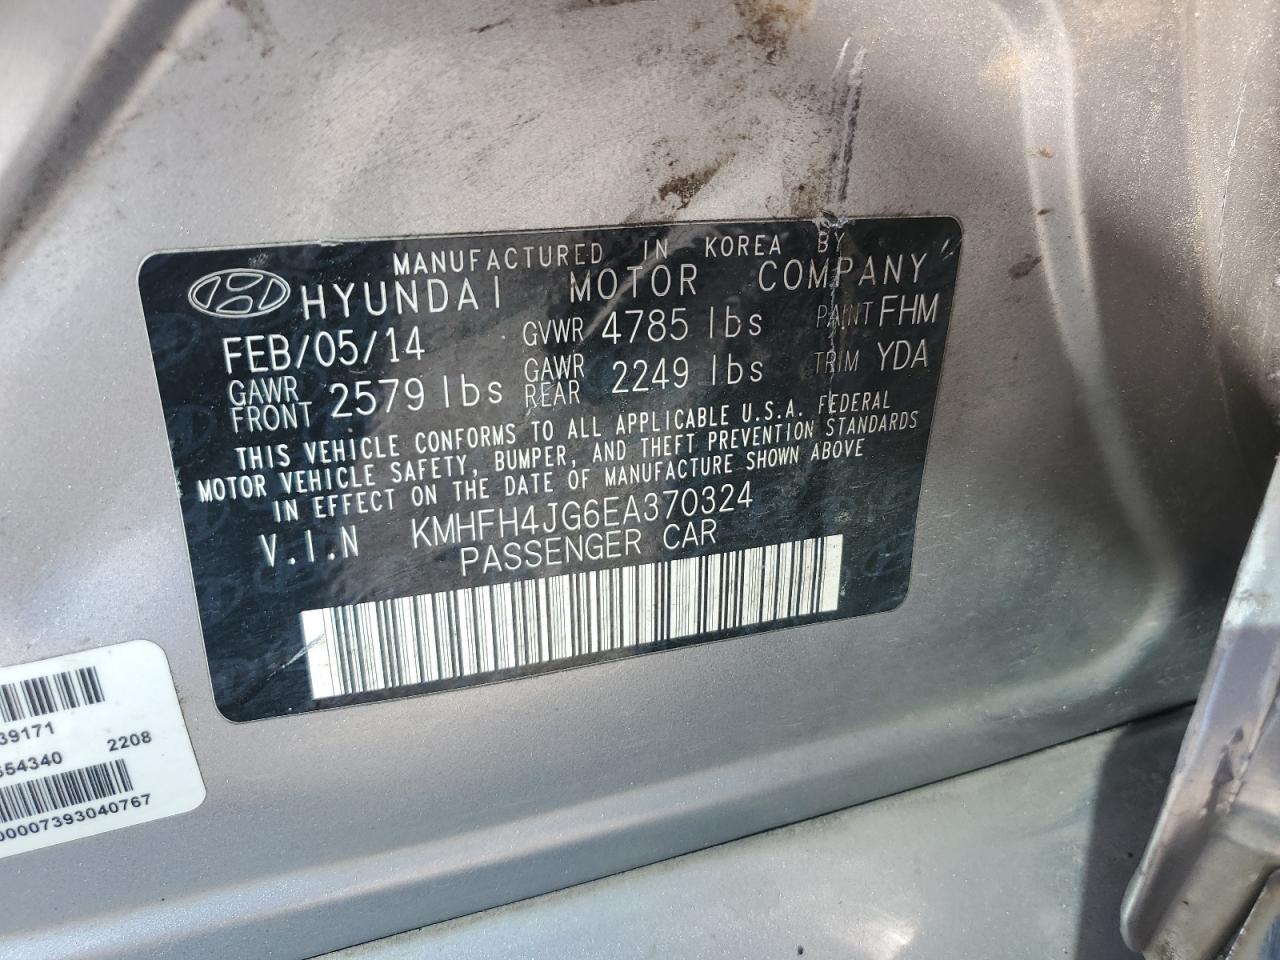 MANUFACTURED IN KOREA BY
HYUNDAI MOTOR COMPANY
FEB/05/14 GVWR 4785 lbs PAINT FHM
GAWR FRONT 2579 lbs GAWR REAR 2249 lbs TRIM YDA
THIS VEHICLE CONFORMS TO ALL APPLICABLE U.S.A. FEDERAL
MOTOR VEHICLE SAFETY, BUMPER, AND THEFT PREVENTION STANDARDS
IN EFFECT ON THE DATE OF MANUFACTURE SHOWN ABOVE
V.I.N KMHFH4JG6EA370324
PASSENGER CAR
39171
554340 2208
00007393040767